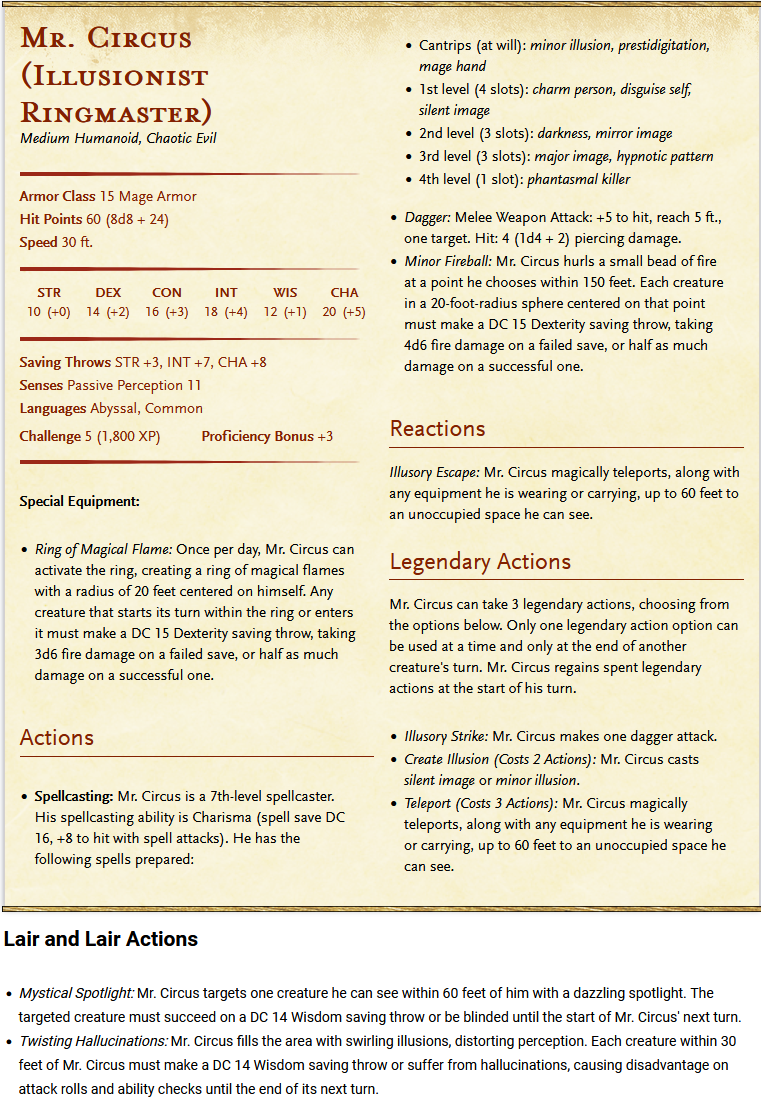 Mr. Circus
(Illusionist
Ringmaster)
Medium Humanoid, Chaotic Evil
Armor Class 15 Mage Armor
Hit Points 60 (8d8 + 24)
Speed 30 ft.
STR DEX CON INT WIS CHA
10 (+0) 14 (+2) 16 (+3) 18 (+4) 12 (+1) 20 (+5)
Saving Throws STR +3, INT +7, CHA +8
Senses Passive Perception 11
Languages Abyssal, Common
Challenge 5 (1,800 XP) Proficiency Bonus +3
Special Equipment:
• Ring of Magical Flame: Once per day, Mr. Circus can
activate the ring, creating a ring of magical flames
with a radius of 20 feet centered on himself. Any
creature that starts its turn within the ring or enters
it must make a DC 15 Dexterity saving throw, taking
3d6 fire damage on a failed save, or half as much
damage on a successful one.
Actions
• Spellcasting: Mr. Circus is a 7th-level spellcaster.
His spellcasting ability is Charisma (spell save DC
16, +8 to hit with spell attacks). He has the
following spells prepared:
• Cantrips (at will): minor illusion, prestidigitation,
mage hand
• 1st level (4 slots): charm person, disguise self,
silent image
• 2nd level (3 slots): darkness, mirror image
• 3rd level (3 slots): major image, hypnotic pattern
• 4th level (1 slot): phantasmal killer
• Dagger: Melee Weapon Attack: +5 to hit, reach 5 ft.,
one target. Hit: 4 (1d4 + 2) piercing damage.
• Minor Fireball: Mr. Circus hurls a small bead of fire
at a point he chooses within 150 feet. Each creature
in a 20-foot-radius sphere centered on that point
must make a DC 15 Dexterity saving throw, taking
4d6 fire damage on a failed save, or half as much
damage on a successful one.
Reactions
Illusory Escape: Mr. Circus magically teleports, along with
any equipment he is wearing or carrying, up to 60 feet to
an unoccupied space he can see.
Legendary Actions
Mr. Circus can take 3 legendary actions, choosing from
the options below. Only one legendary action option can
be used at a time and only at the end of another
creature's turn. Mr. Circus regains spent legendary
actions at the start of his turn.
• Illusory Strike: Mr. Circus makes one dagger attack.
• Create Illusion (Costs 2 Actions): Mr. Circus casts
silent image or minor illusion.
• Teleport (Costs 3 Actions): Mr. Circus magically
teleports, along with any equipment he is wearing
or carrying, up to 60 feet to an unoccupied space he
can see.
Lair and Lair Actions
• Mystical Spotlight: Mr. Circus targets one creature he can see within 60 feet of him with a dazzling spotlight. The
targeted creature must succeed on a DC 14 Wisdom saving throw or be blinded until the start of Mr. Circus' next turn.
• Twisting Hallucinations: Mr. Circus fills the area with swirling illusions, distorting perception. Each creature within 30
feet of Mr. Circus must make a DC 14 Wisdom saving throw or suffer from hallucinations, causing disadvantage on
attack rolls and ability checks until the end of its next turn.